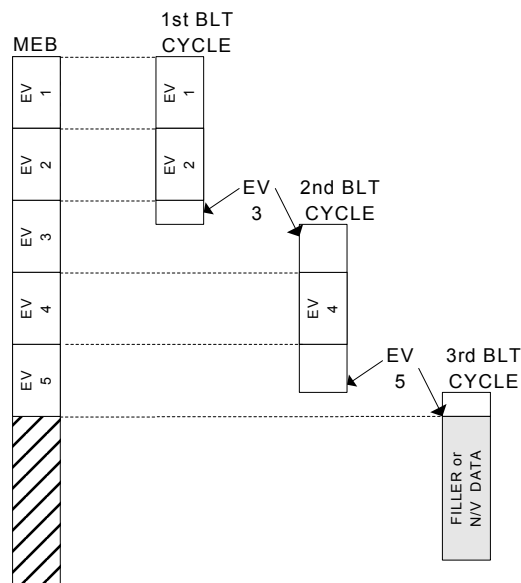 1st BLT
CYCLE
MEB
EV
1
EV
1
EV
2
EV
2
EV
3
2nd BLT
CYCLE
EV
3
EV
4
EV
4
EV
5
EV
5
3rd BLT
CYCLE
FILLER or
N/V DATA